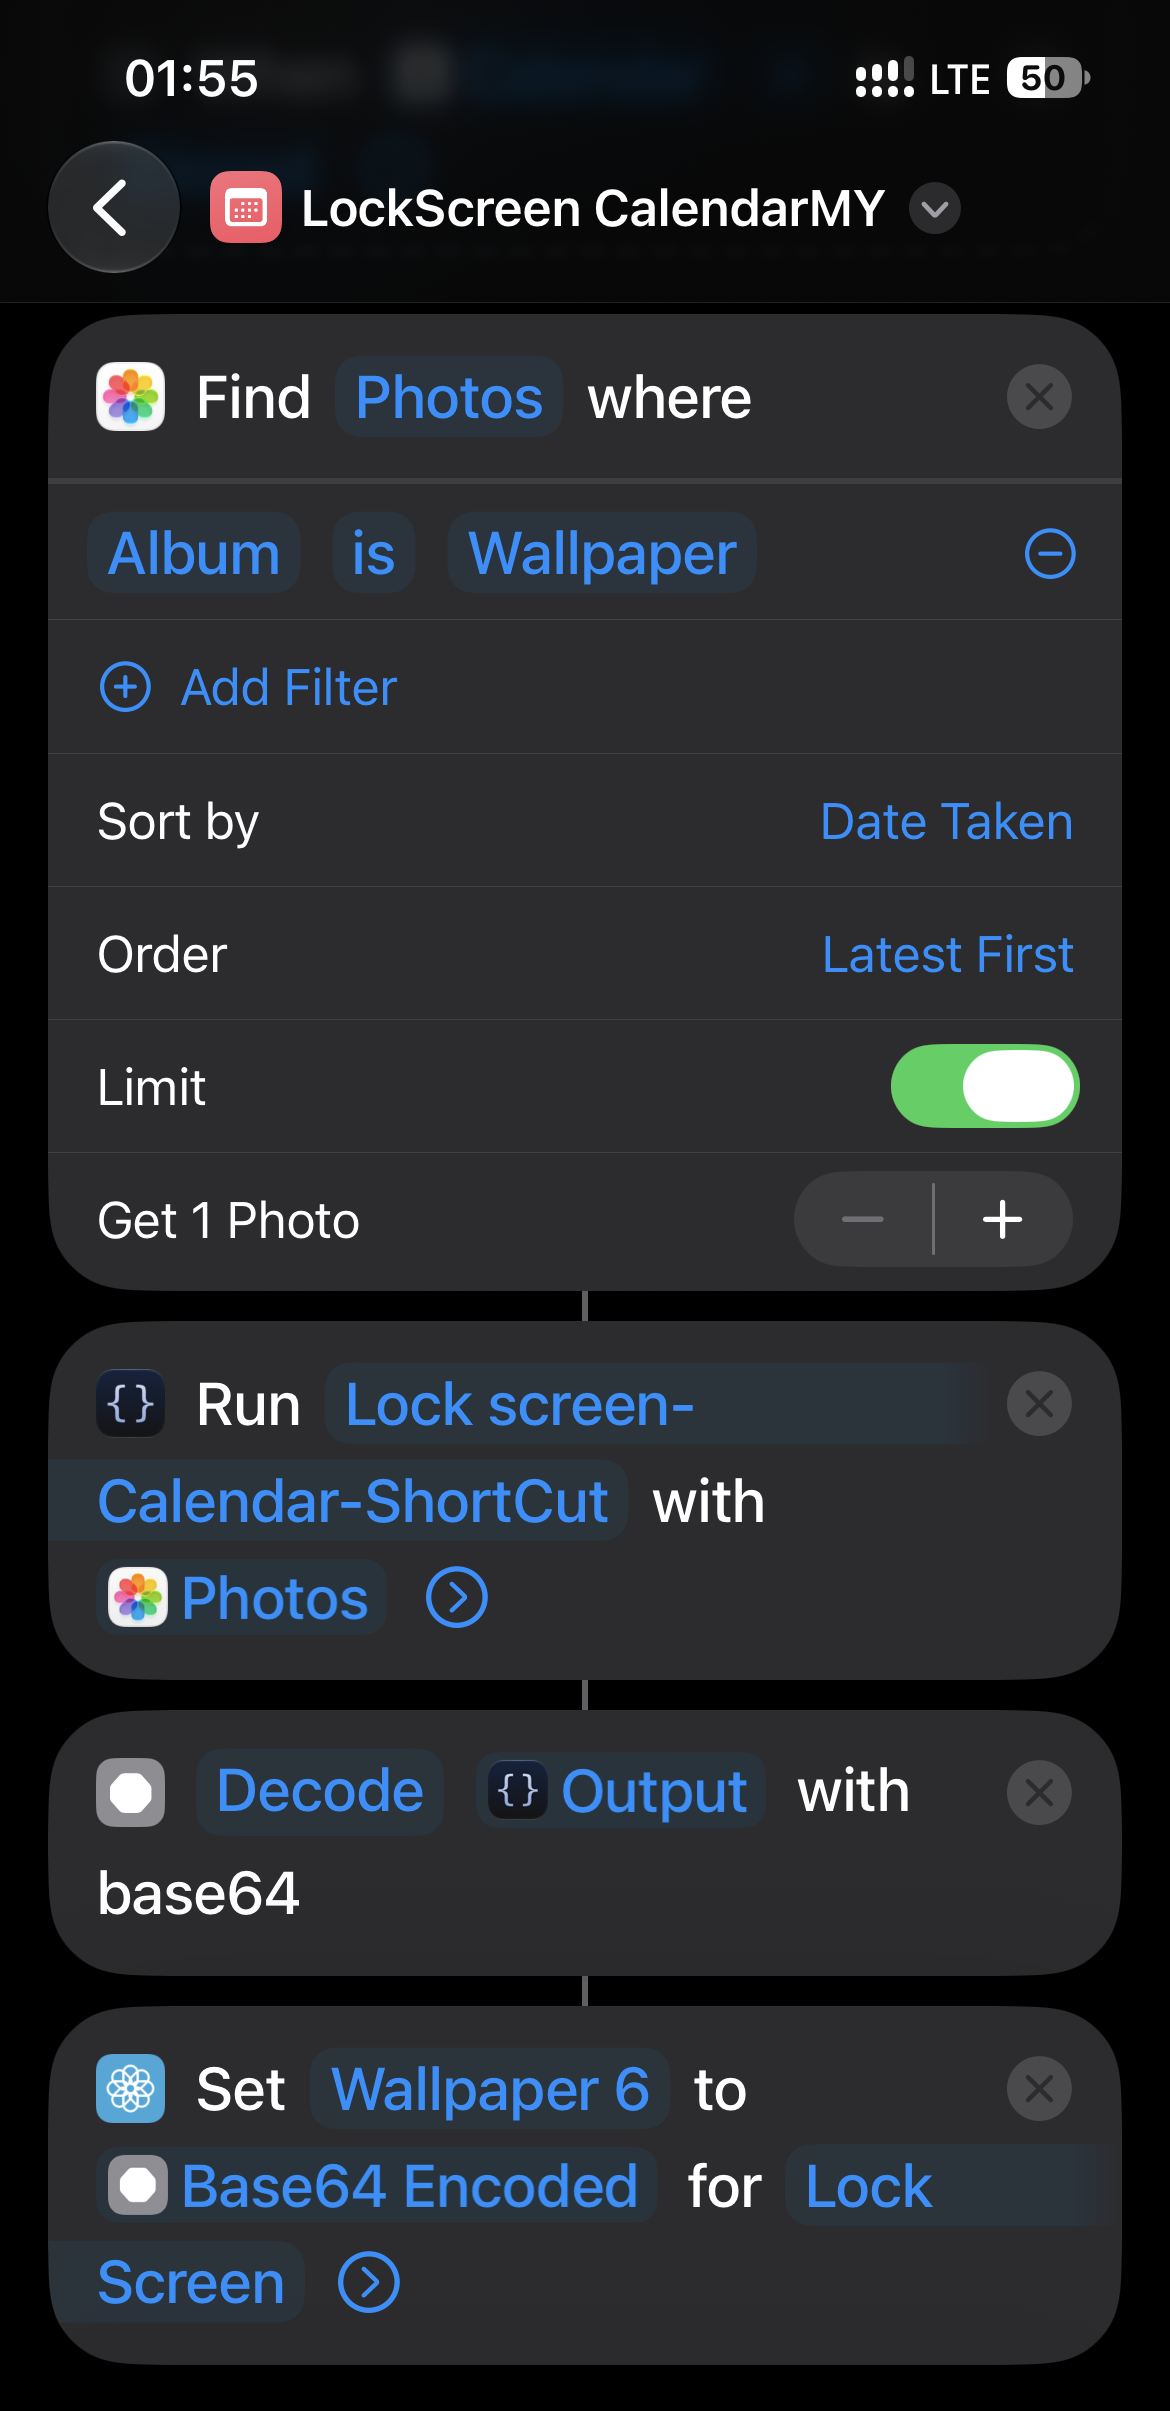 01:55 LTE 50
LockScreen CalendarMY
Find Photos where
Album is Wallpaper
Add Filter
Sort by Date Taken
Order Latest First
Limit
Get 1 Photo
{} Run Lock screen-
Calendar-ShortCut with
Photos
Decode {} Output with
base64
Set Wallpaper 6 to
Base64 Encoded for Lock
Screen